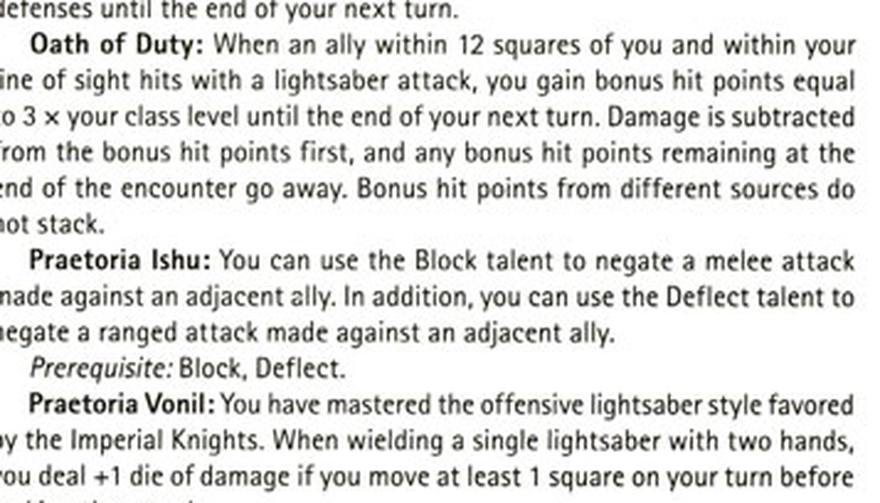 defenses until the end of your next turn.
Oath of Duty: When an ally within 12 squares of you and within your
ine of sight hits with a lightsaber attack, you gain bonus hit points equal
o 3 × your class level until the end of your next turn. Damage is subtracted
rom the bonus hit points first, and any bonus hit points remaining at the
end of the encounter go away. Bonus hit points from different sources do
not stack.
Praetoria Ishu: You can use the Block talent to negate a melee attack
made against an adjacent ally. In addition, you can use the Deflect talent to
negate a ranged attack made against an adjacent ally.
Prerequisite: Block, Deflect.
Praetoria Vonil: You have mastered the offensive lightsaber style favored
by the Imperial Knights. When wielding a single lightsaber with two hands,
you deal +1 die of damage if you move at least 1 square on your turn before